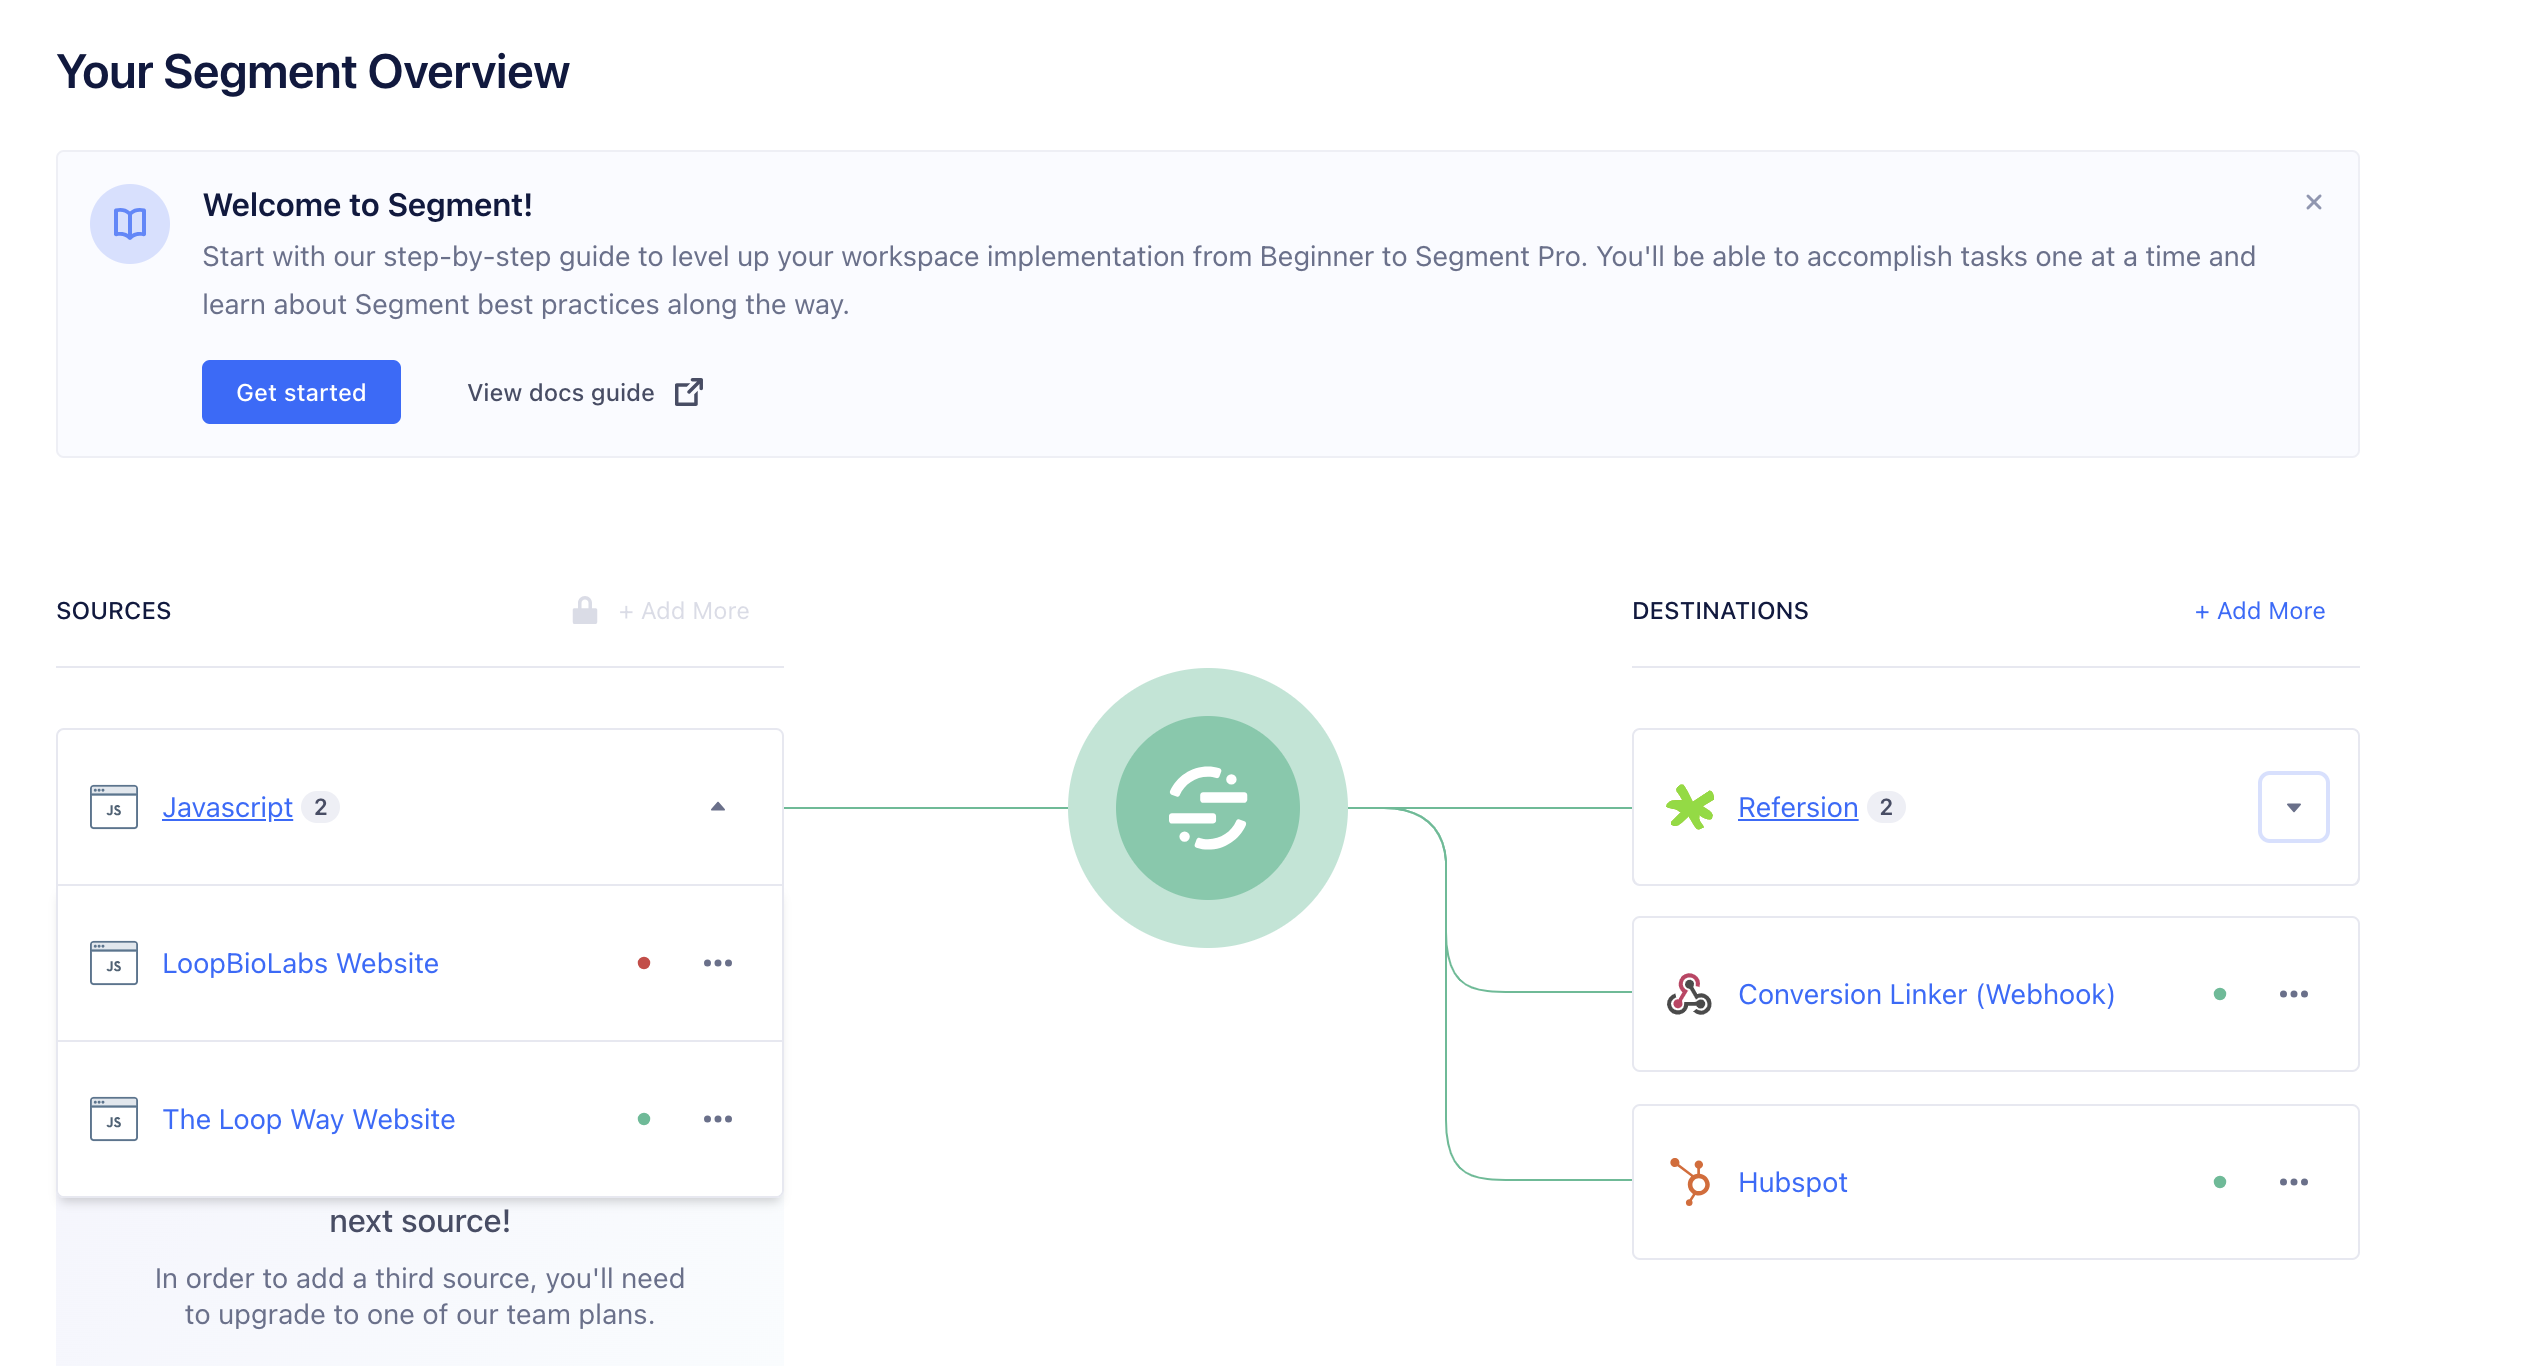 Your Segment Overview
Welcome to Segment!
Start with our step-by-step guide to level up your workspace implementation from Beginner to Segment Pro. You'll be able to accomplish tasks one at a time and
learn about Segment best practices along the way.
Get started
View docs guide
SOURCES
+ Add More
JS
Javascript 2
JS
LoopBioLabs Website
JS
The Loop Way Website
next source!
In order to add a third source, you'll need
to upgrade to one of our team plans.
DESTINATIONS
+ Add More
Refersion 2
Conversion Linker (Webhook)
Hubspot